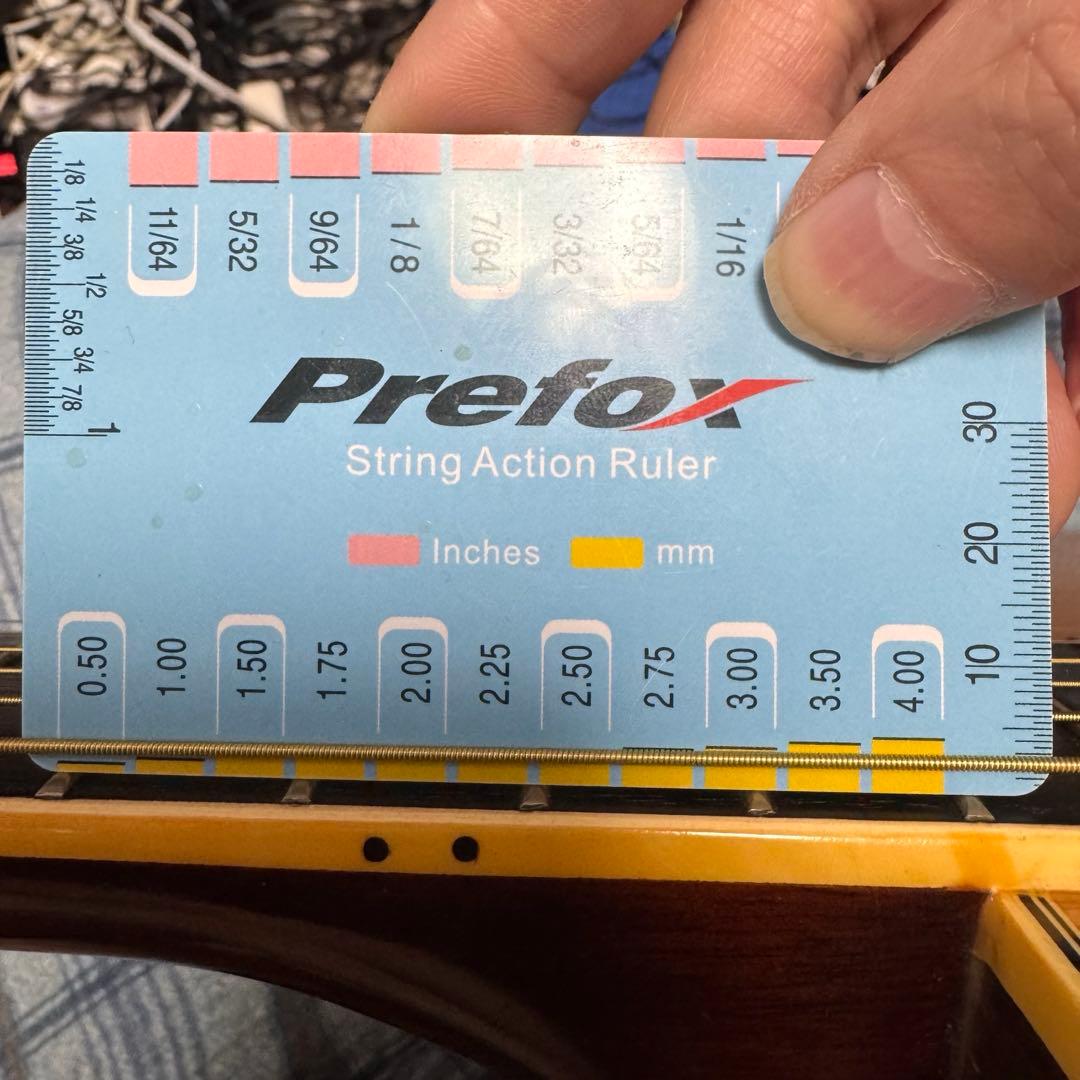 11/64 5/32 9/64 1/8 7/64 3/32 5/64 1/16
1/8 1/4 3/8 1/2 5/8 3/4 7/8 1
Prefox
String Action Ruler
Inches mm
30 20 10
0.50 1.00 1.50 1.75 2.00 2.25 2.50 2.75 3.00 3.50 4.00